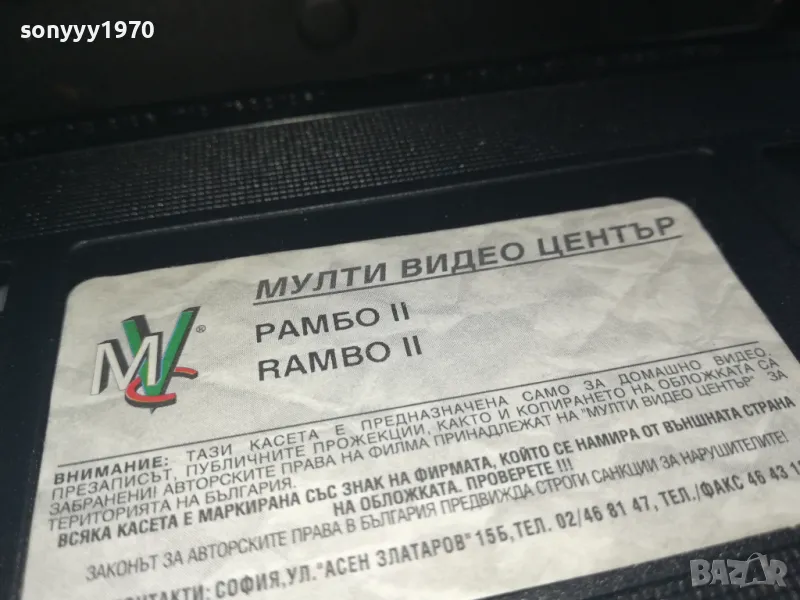 sonyyy1970
МУЛТИ ВИДЕО ЦЕНТЪР
MVC®
РАМБО II
RAMBO II
ВНИМАНИЕ: ТАЗИ КАСЕТА Е ПРЕДНАЗНАЧЕНА САМО ЗА ДОМАШНО ВИДЕО.
ПРЕЗАПИСЪТ, ПУБЛИЧНИТЕ ПРОЖЕКЦИИ, КАКТО И КОПИРАНЕТО НА ОБЛОЖКАТА СА
ЗАБРАНЕНИ! АВТОРСКИТЕ ПРАВА НА ФИЛМА ПРИНАДЛЕЖАТ НА "МУЛТИ ВИДЕО ЦЕНТЪР" ЗА
ТЕРИТОРИЯТА НА БЪЛГАРИЯ.
ВСЯКА КАСЕТА Е МАРКИРАНА СЪС ЗНАК НА ФИРМАТА, КОЙТО СЕ НАМИРА ОТ ВЪНШНАТА СТРАНА
НА ОБЛОЖКАТА. ПРОВЕРЕТЕ !!!
ЗАКОНЪТ ЗА АВТОРСКИТЕ ПРАВА В БЪЛГАРИЯ ПРЕДВИЖДА СТРОГИ САНКЦИИ ЗА НАРУШИТЕЛИТЕ!
КОНТАКТИ: СОФИЯ, УЛ. "АСЕН ЗЛАТАРОВ" 15Б, ТЕЛ. 02/46 81 47, ТЕЛ./ФАКС 46 43
BAZAR